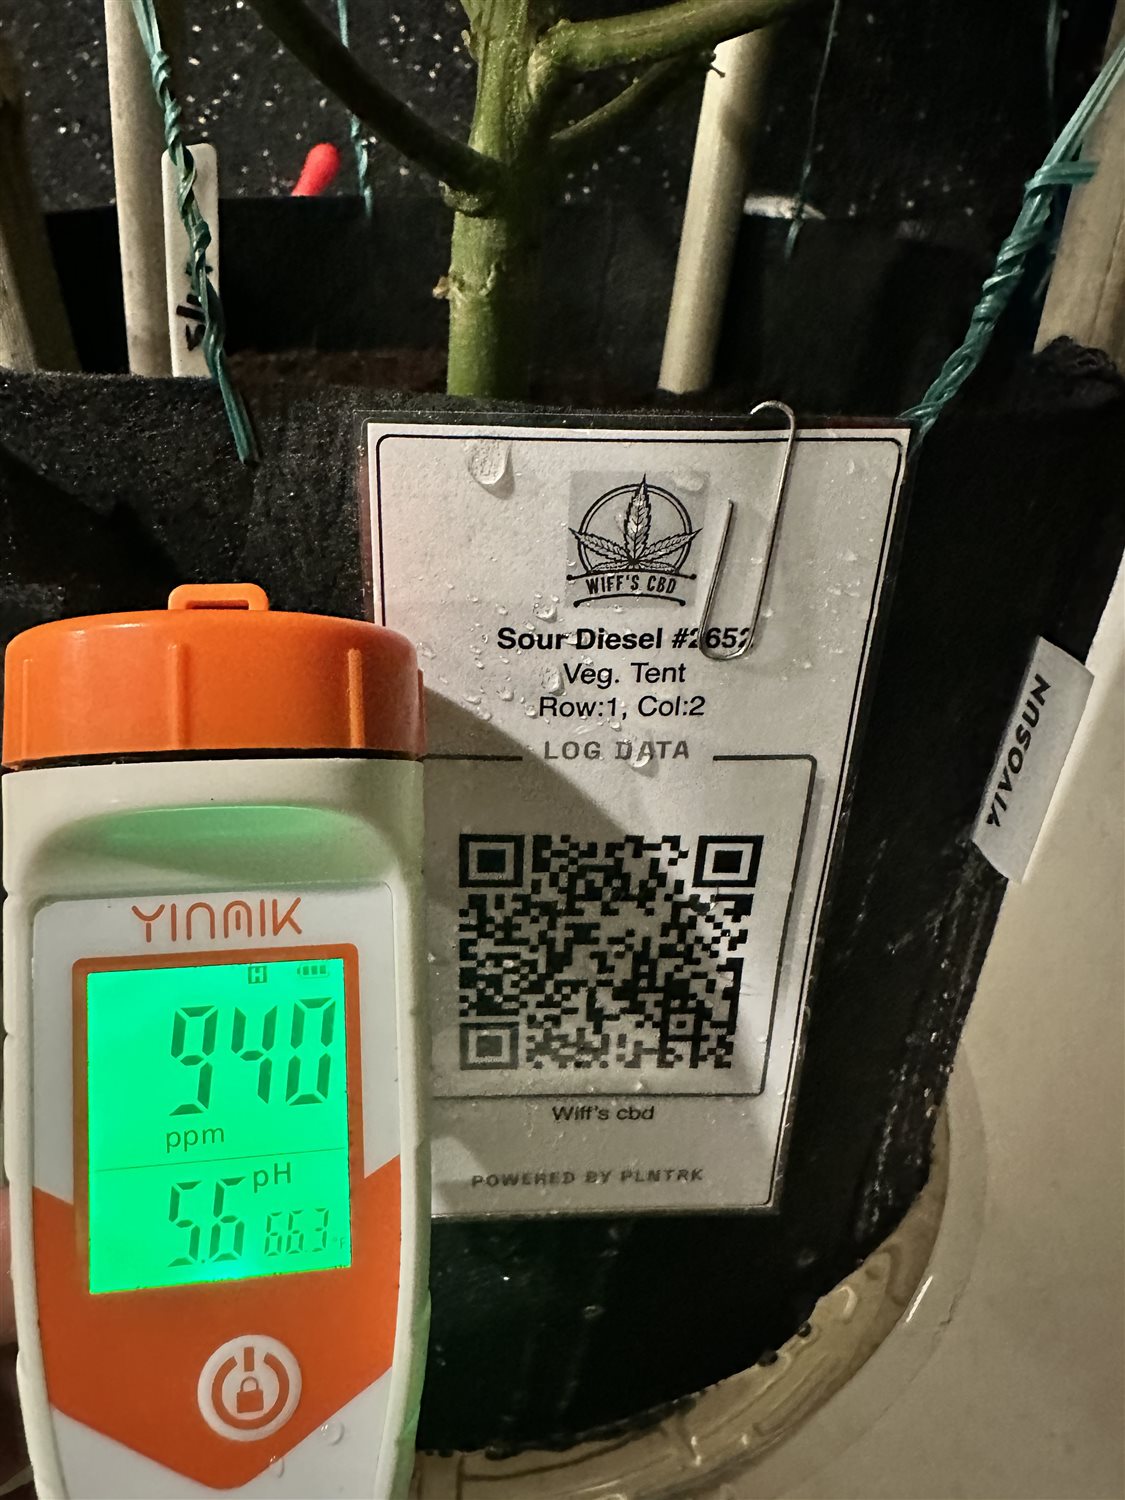 WIFF'S CBD
Sour Diesel #2652
Veg. Tent
Row:1, Col:2
LOG DATA
Wiff's cbd
POWERED BY PLNTRK
VIVOSUN
YINMIK
H
940
ppm
pH
5.6 66.3 °F